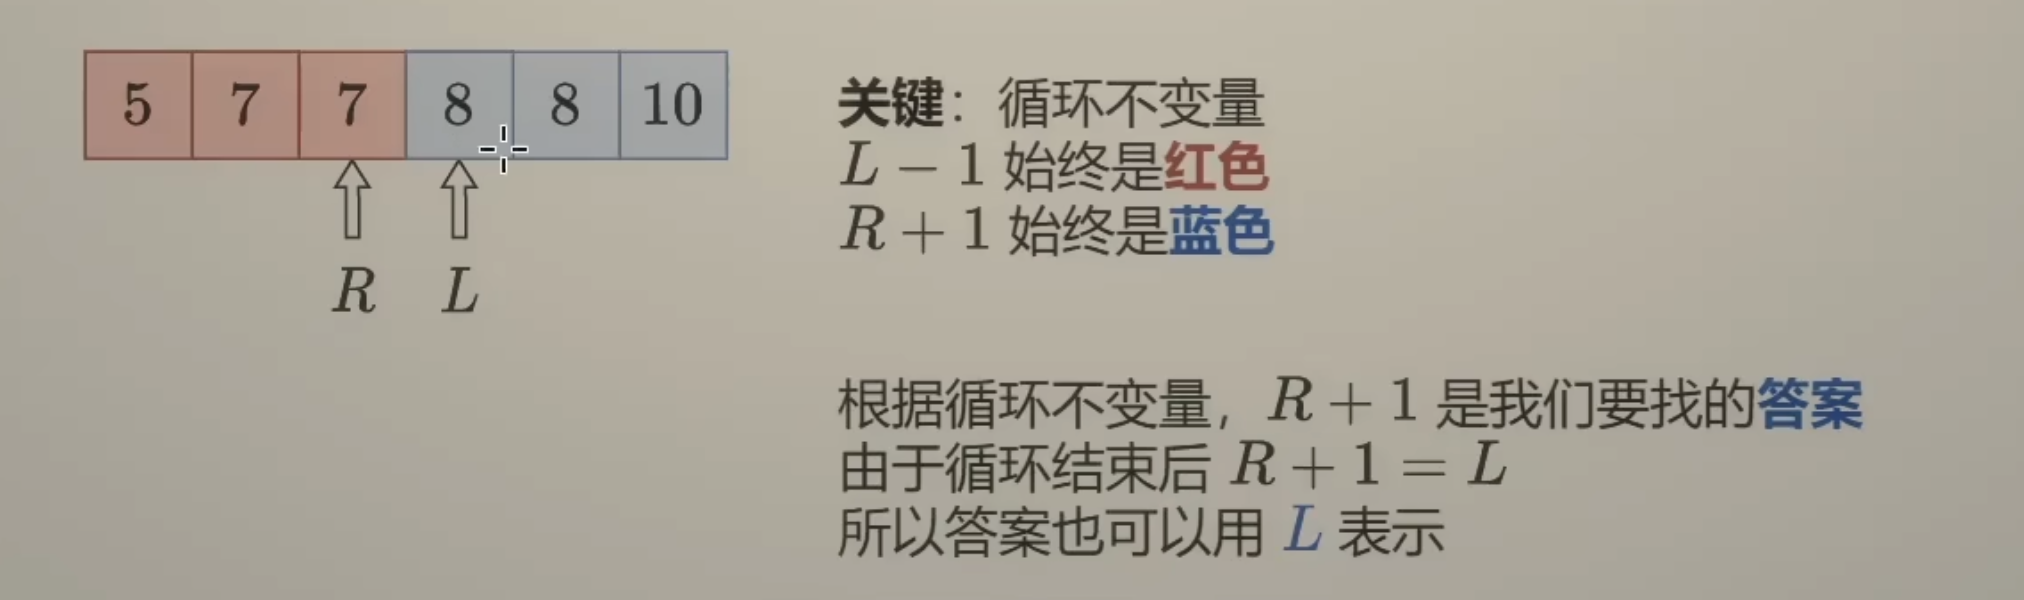 5 7 7 8 8 10
R L
关键：循环不变量
L − 1 始终是红色
R + 1 始终是蓝色
根据循环不变量，R + 1 是我们要找的答案
由于循环结束后 R + 1 = L
所以答案也可以用 L 表示